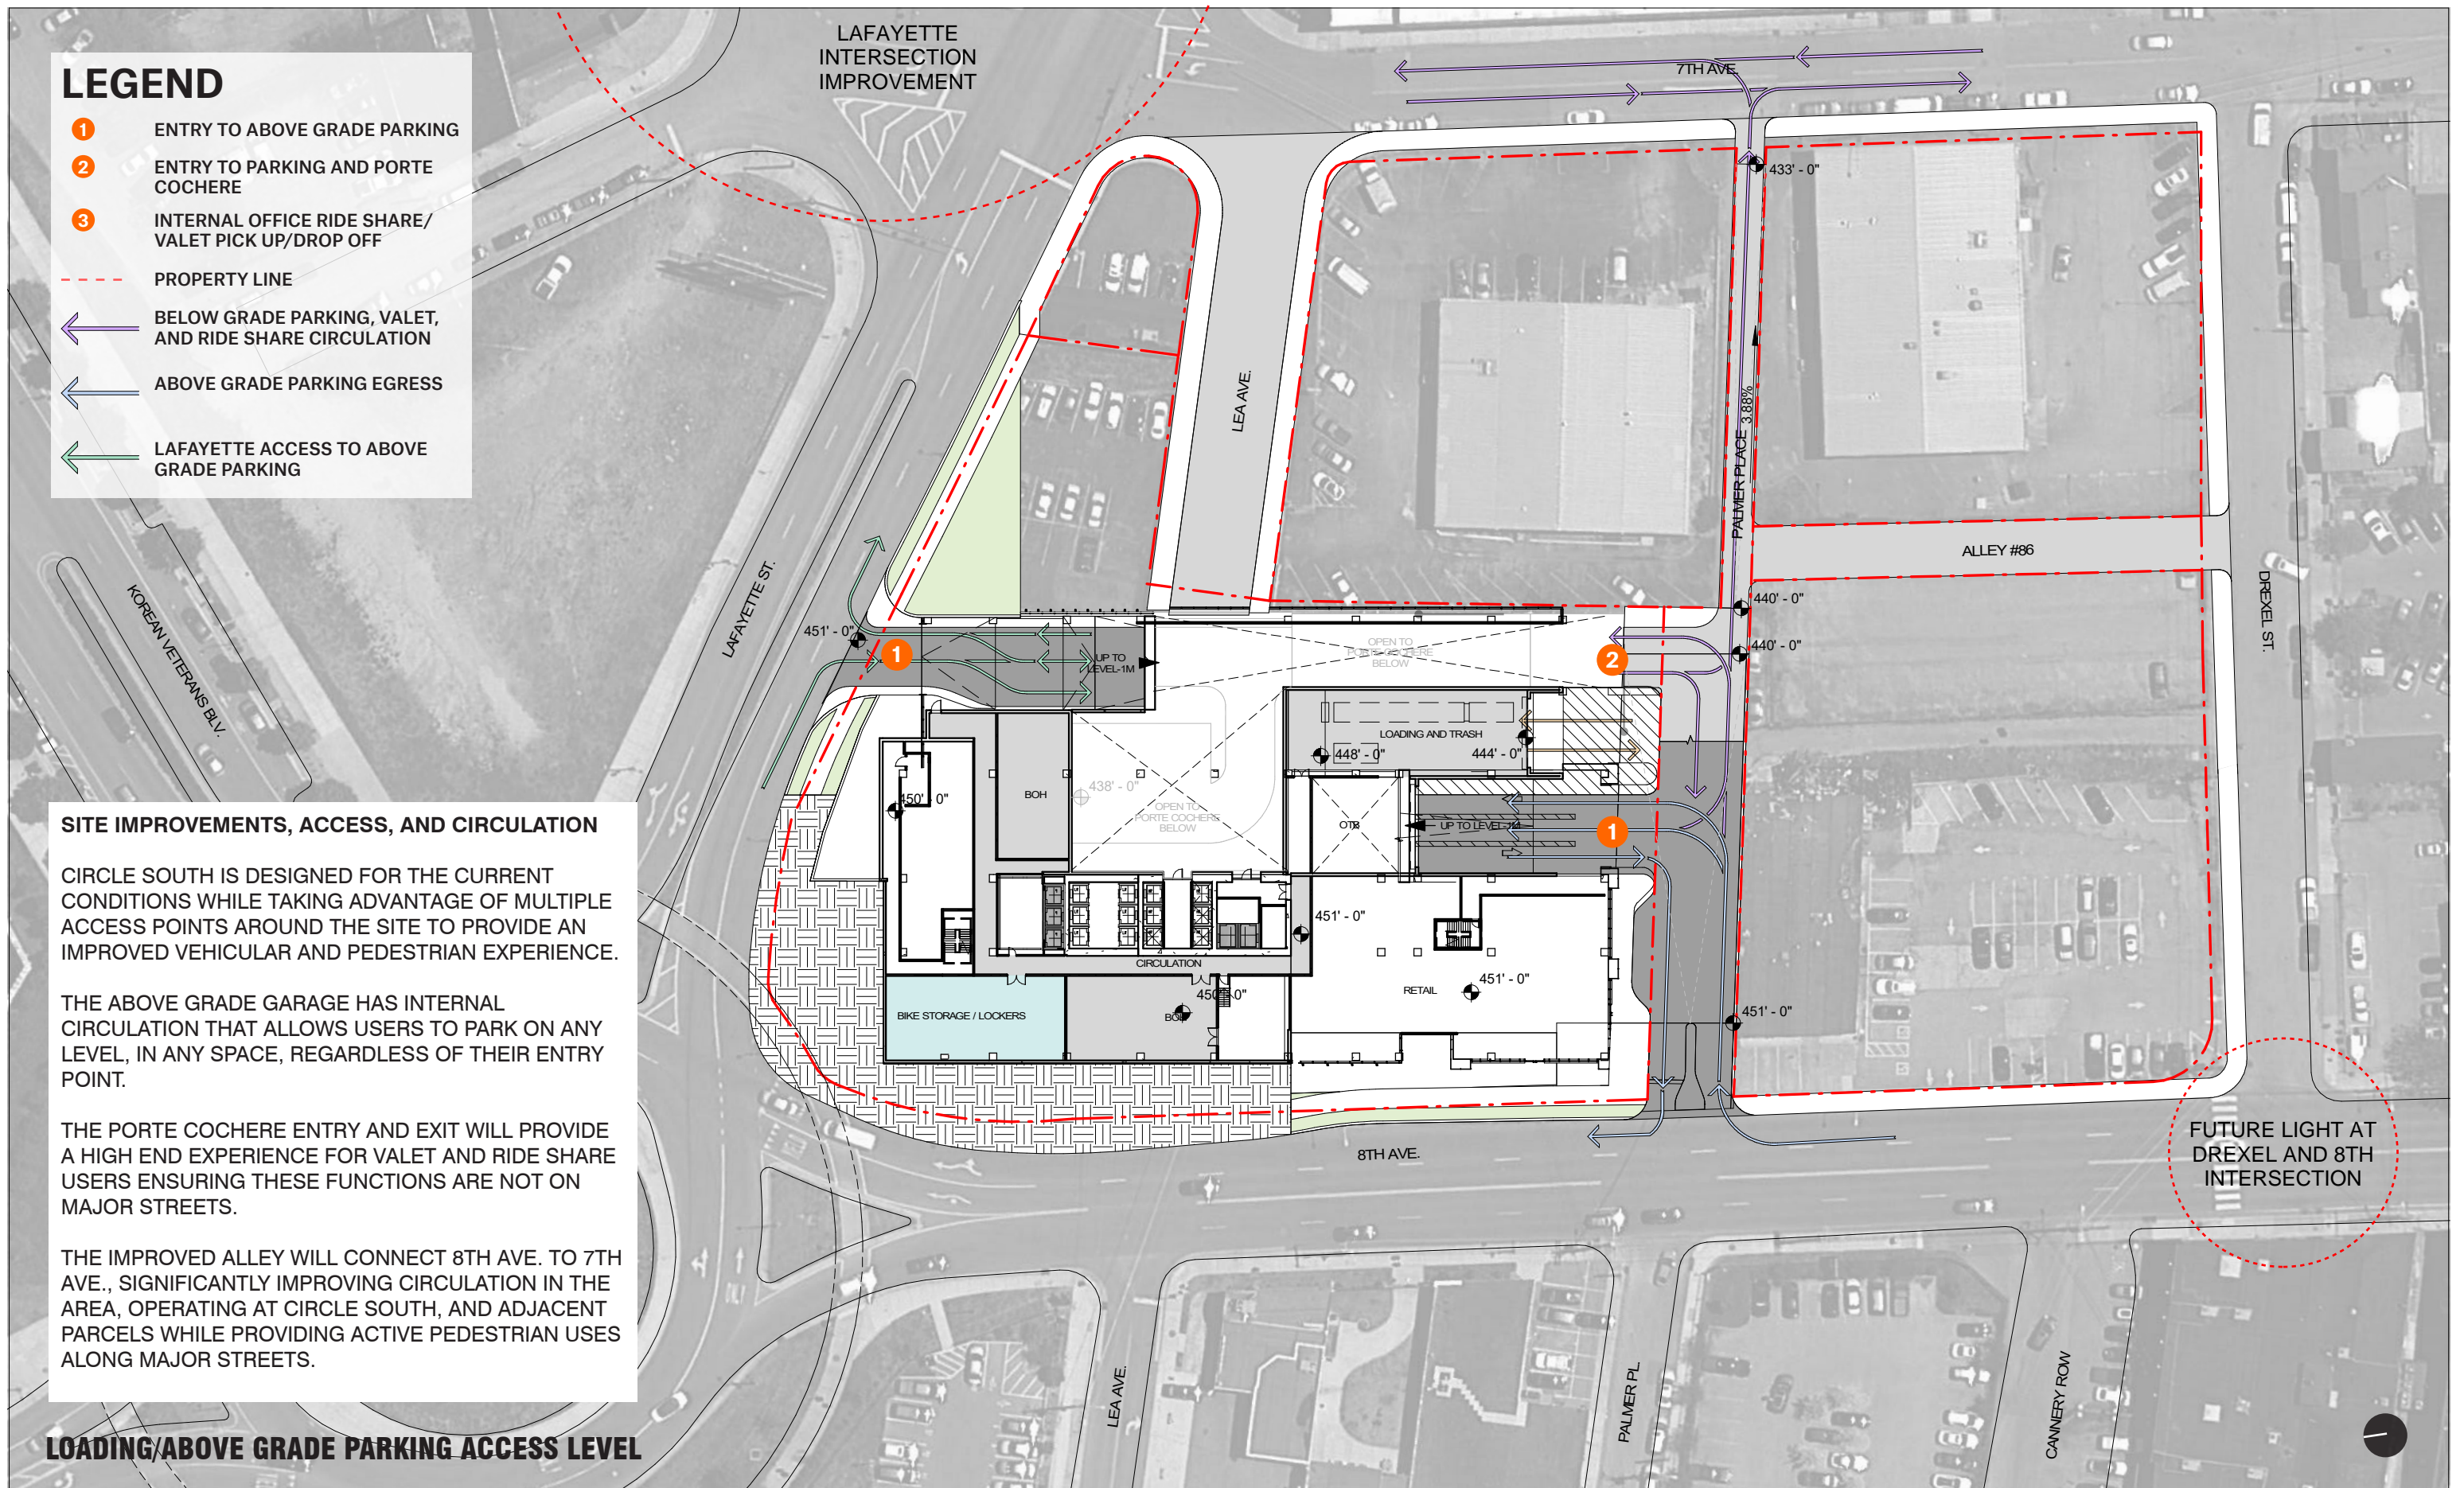 LEGEND
1 ENTRY TO ABOVE GRADE PARKING
2 ENTRY TO PARKING AND PORTE
COCHERE
3 INTERNAL OFFICE RIDE SHARE/
VALET PICK UP/DROP OFF
PROPERTY LINE
BELOW GRADE PARKING, VALET,
AND RIDE SHARE CIRCULATION
ABOVE GRADE PARKING EGRESS
LAFAYETTE ACCESS TO ABOVE
GRADE PARKING
LAFAYETTE
INTERSECTION
IMPROVEMENT
7TH AVE.
433' - 0"
LEA AVE.
PALMER PLACE 3.88%
ALLEY #86
DREXEL ST.
KOREAN VETERANS BLV.
LAFAYETTE ST.
440' - 0"
451' - 0"
1
UP TO
LEVEL-1M
OPEN TO
PORTE COCHERE
BELOW
2
440' - 0"
LOADING AND TRASH
448' - 0"
444' - 0"
450' - 0"
BOH
438' - 0"
OPEN TO
PORTE COCHERE
BELOW
OTB
UP TO LEVEL-1M
1
451' - 0"
CIRCULATION
RETAIL
451' - 0"
450' - 0"
BIKE STORAGE / LOCKERS
BOH
451' - 0"
SITE IMPROVEMENTS, ACCESS, AND CIRCULATION
CIRCLE SOUTH IS DESIGNED FOR THE CURRENT
CONDITIONS WHILE TAKING ADVANTAGE OF MULTIPLE
ACCESS POINTS AROUND THE SITE TO PROVIDE AN
IMPROVED VEHICULAR AND PEDESTRIAN EXPERIENCE.
THE ABOVE GRADE GARAGE HAS INTERNAL
CIRCULATION THAT ALLOWS USERS TO PARK ON ANY
LEVEL, IN ANY SPACE, REGARDLESS OF THEIR ENTRY
POINT.
THE PORTE COCHERE ENTRY AND EXIT WILL PROVIDE
A HIGH END EXPERIENCE FOR VALET AND RIDE SHARE
USERS ENSURING THESE FUNCTIONS ARE NOT ON
MAJOR STREETS.
THE IMPROVED ALLEY WILL CONNECT 8TH AVE. TO 7TH
AVE., SIGNIFICANTLY IMPROVING CIRCULATION IN THE
AREA, OPERATING AT CIRCLE SOUTH, AND ADJACENT
PARCELS WHILE PROVIDING ACTIVE PEDESTRIAN USES
ALONG MAJOR STREETS.
8TH AVE.
FUTURE LIGHT AT
DREXEL AND 8TH
INTERSECTION
LEA AVE.
PALMER PL
CANNERY ROW
LOADING/ABOVE GRADE PARKING ACCESS LEVEL